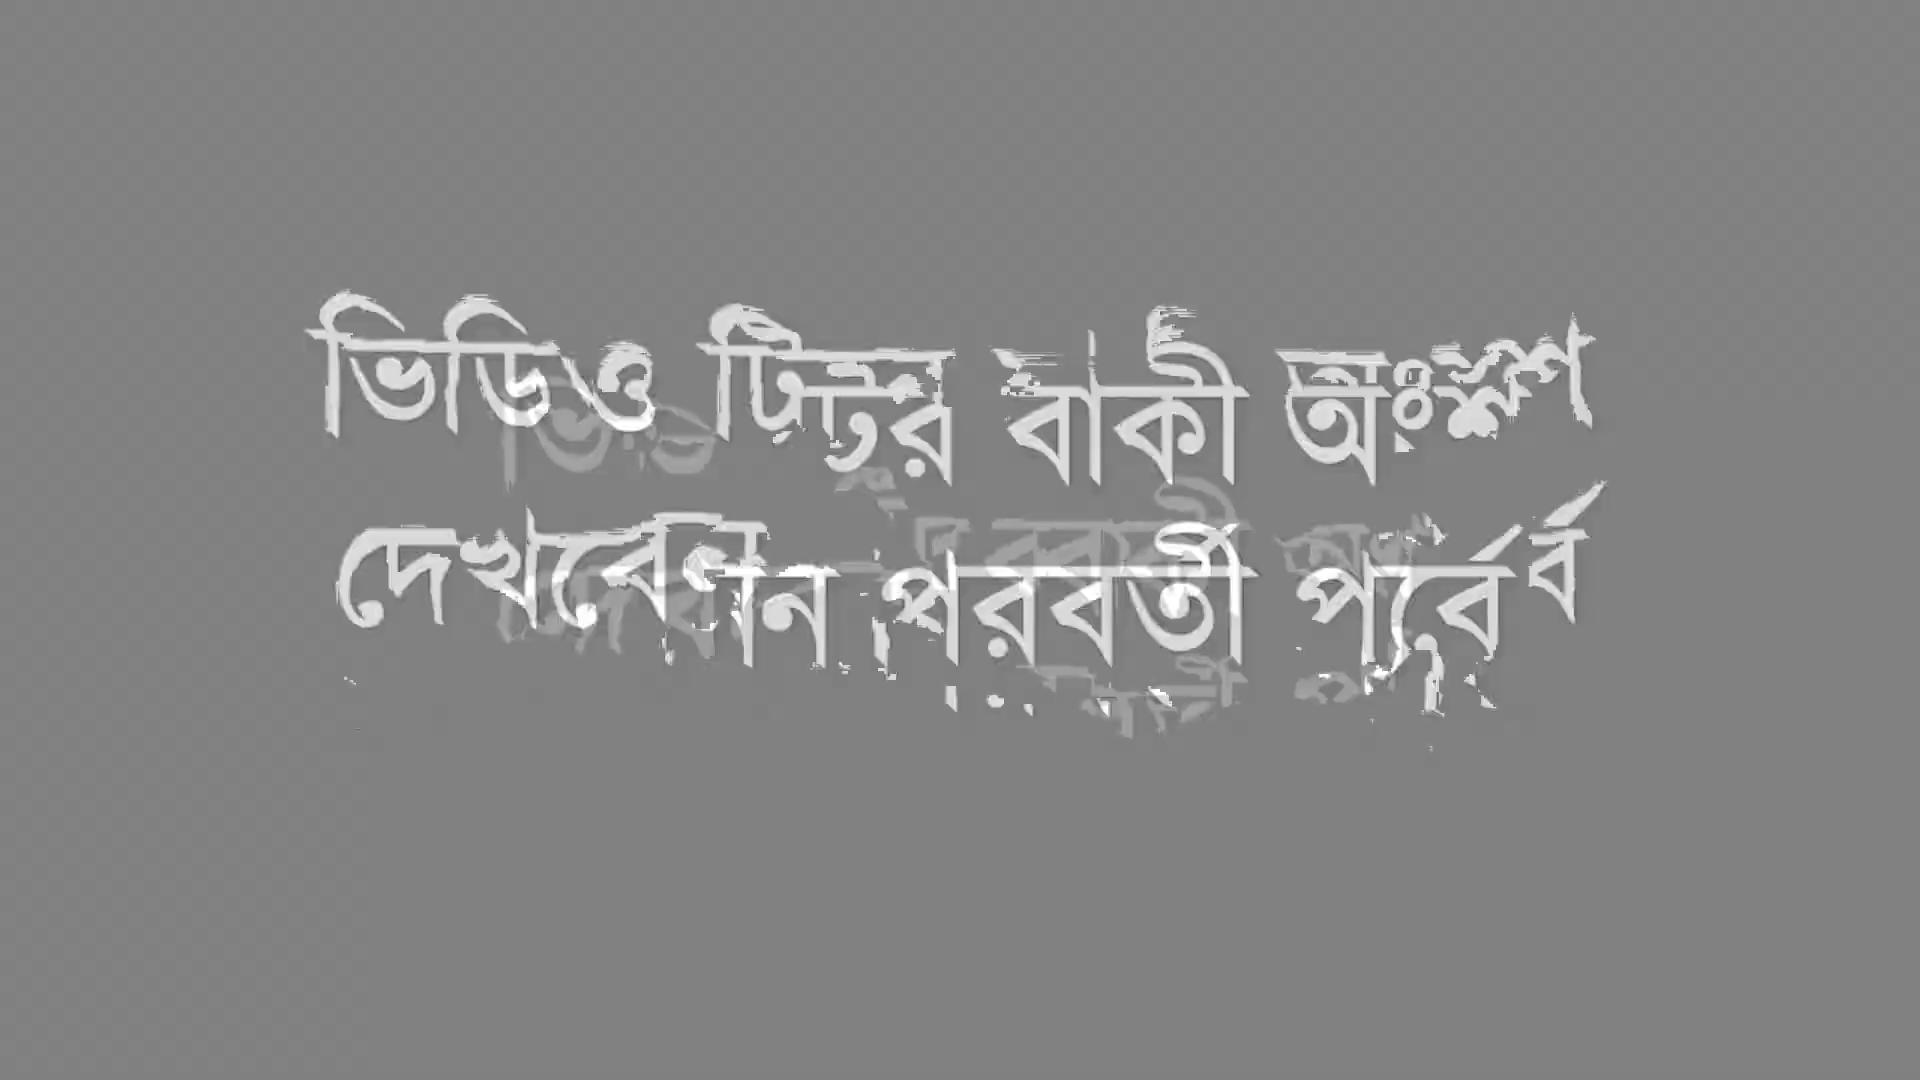 ভিডিও টির বাকী অংশ
দেখবেন পরবর্তী পর্বে